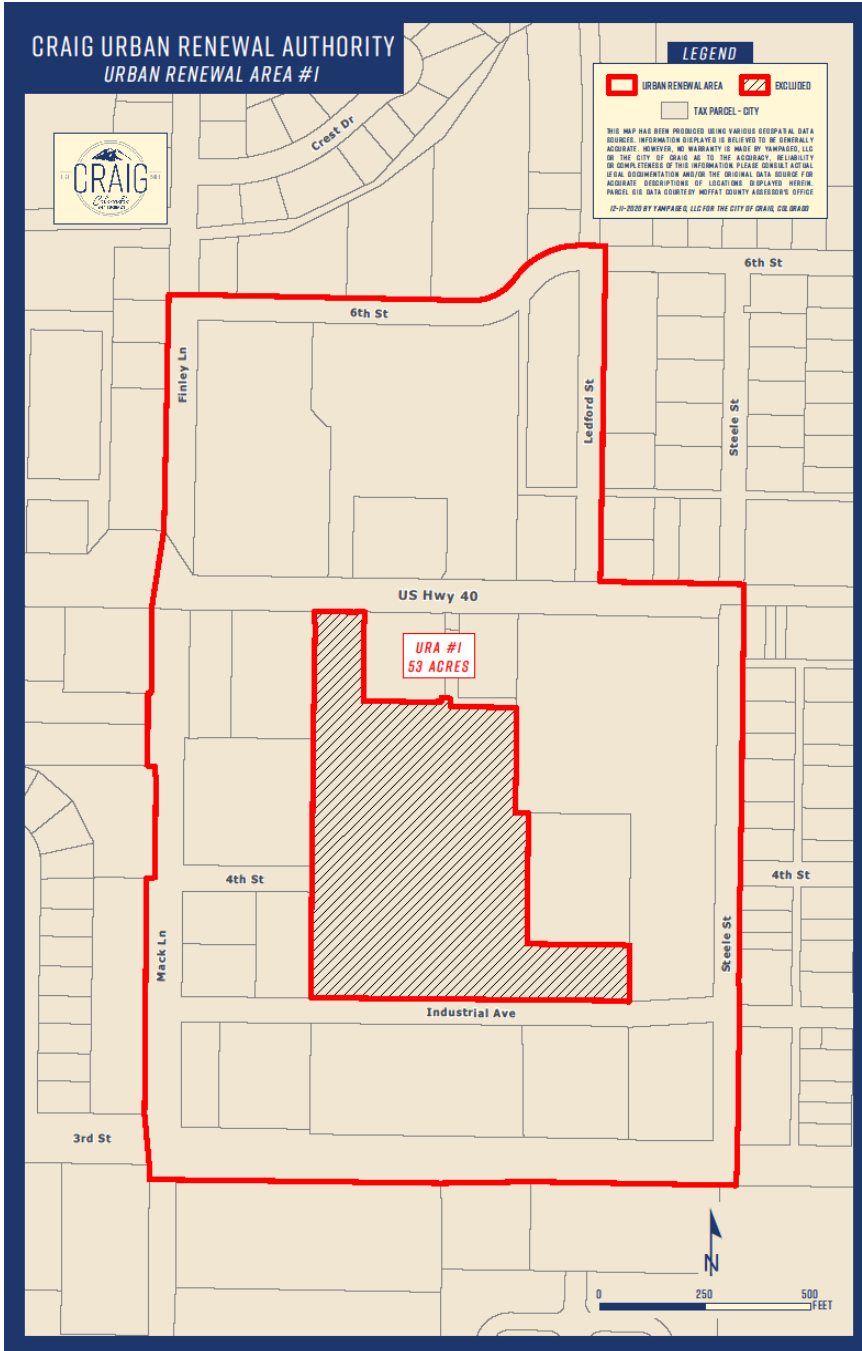 CRAIG URBAN RENEWAL AUTHORITY
URBAN RENEWAL AREA #1
LEGEND
URBAN RENEWAL AREA
EXCLUDED
TAX PARCEL - CITY
THIS MAP HAS BEEN PRODUCED USING VARIOUS GEOSPATIAL DATA
SOURCES. INFORMATION DISPLAYED IS BELIEVED TO BE GENERALLY
ACCURATE. HOWEVER, NO WARRANTY IS MADE BY YAMPAGEO, LLC
OR THE CITY OF CRAIG AS TO THE ACCURACY, RELIABILITY
OR COMPLETENESS OF THIS INFORMATION. PLEASE CONSULT ACTUAL
LEGAL DOCUMENTATION AND/OR THE ORIGINAL DATA SOURCE FOR
ACCURATE DESCRIPTIONS OF LOCATIONS DISPLAYED HEREIN.
PARCEL GIS DATA COURTESY MOFFAT COUNTY ASSESSOR'S OFFICE
12-11-2020 BY YAMPAGEO, LLC FOR THE CITY OF CRAIG, COLORADO
CRAIG
Crest Dr
6th St
6th St
Finley Ln
Ledford St
Steele St
US Hwy 40
URA #1
53 ACRES
4th St
4th St
Mack Ln
Steele St
Industrial Ave
3rd St
N
0 250 500
FEET